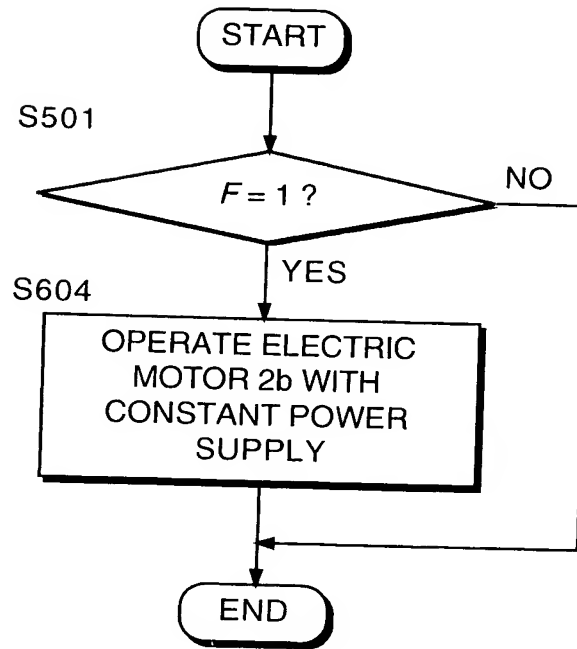 START
S501
F = 1 ?
NO
YES
S604
OPERATE ELECTRIC
MOTOR 2b WITH
CONSTANT POWER
SUPPLY
END